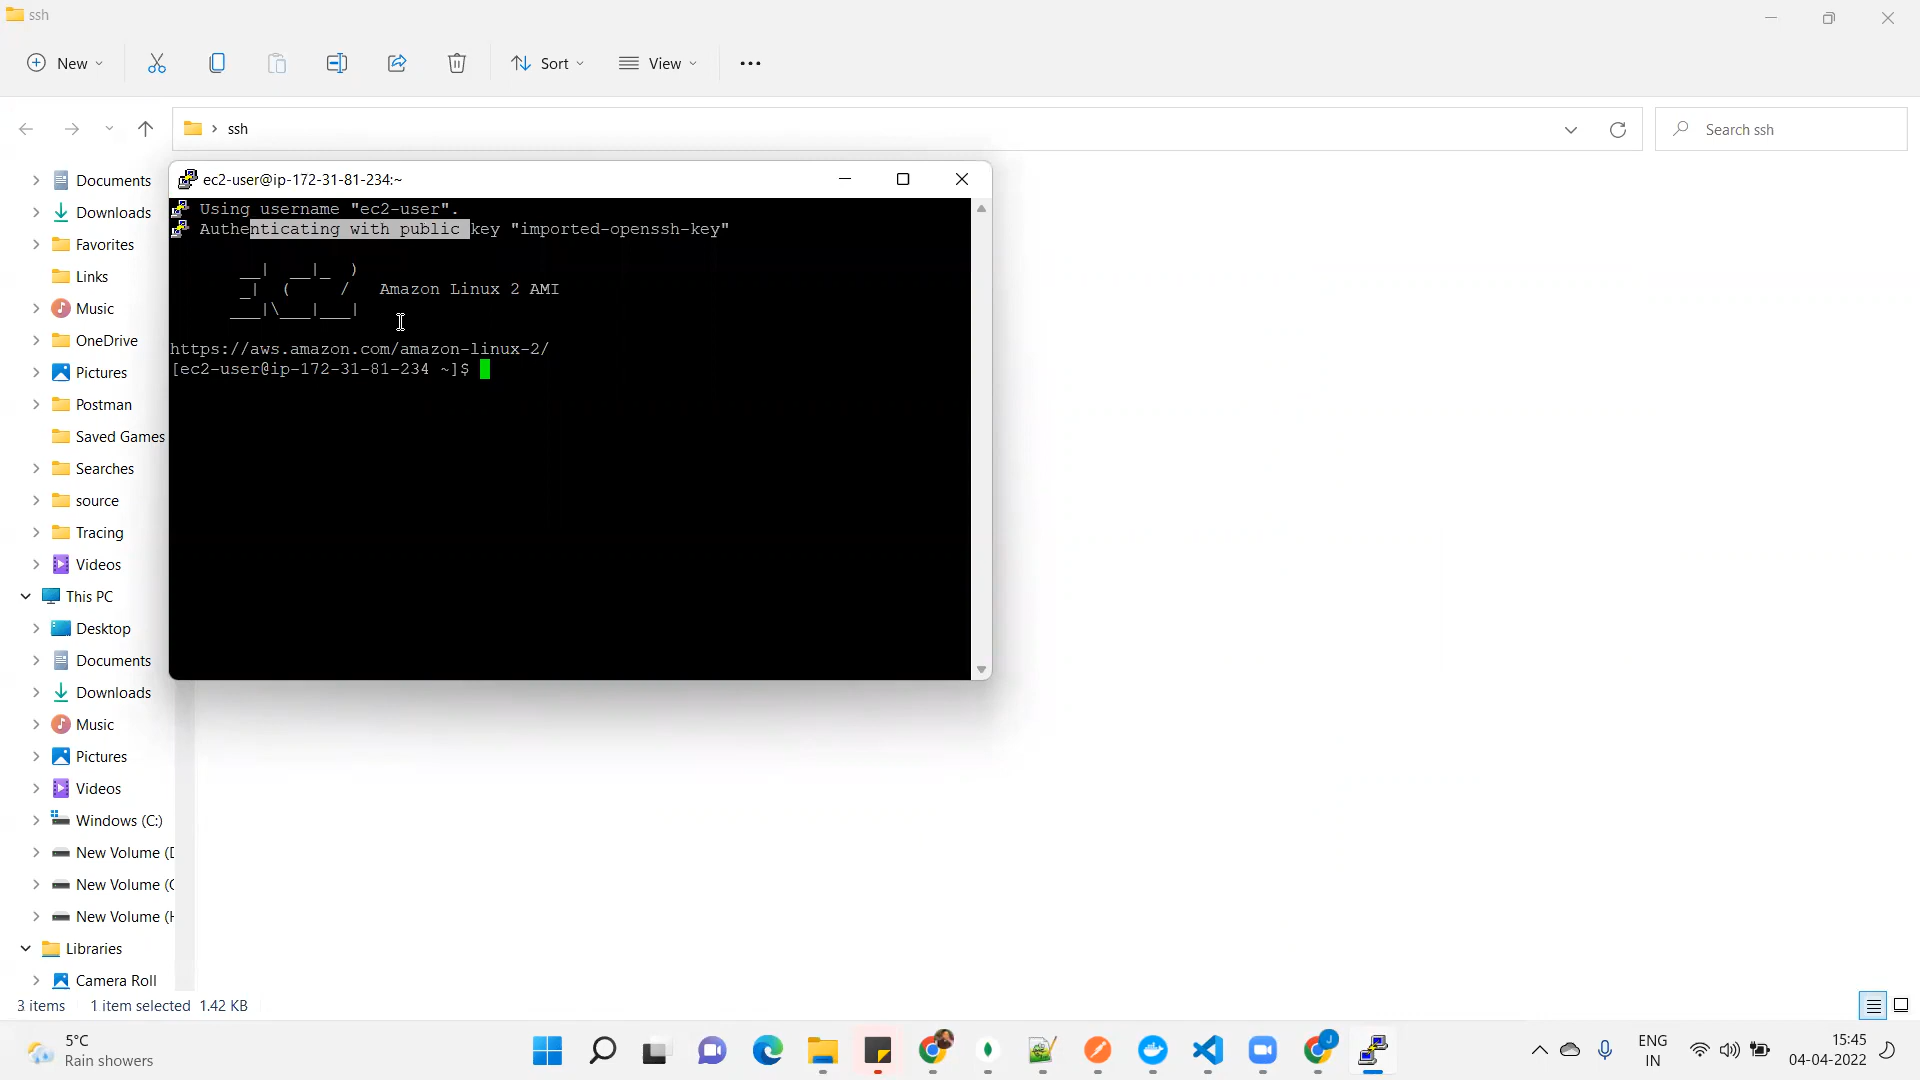 ssh
New
Sort
View
ssh
Search ssh
Documents
Downloads
Favorites
Links
Music
OneDrive
Pictures
Postman
Saved Games
Searches
source
Tracing
Videos
This PC
Desktop
Documents
Downloads
Music
Pictures
Videos
Windows (C:)
New Volume (D
New Volume (G
New Volume (H
Libraries
Camera Roll
ec2-user@ip-172-31-81-234:~
Using username "ec2-user".
Authenticating with public key "imported-openssh-key"
__|  __|_  )
_|  (     /   Amazon Linux 2 AMI
___|\___|___|
https://aws.amazon.com/amazon-linux-2/
[ec2-user@ip-172-31-81-234 ~]$
3 items 1 item selected 1.42 KB
5°C
Rain showers
J
ENG
IN
15:45
04-04-2022